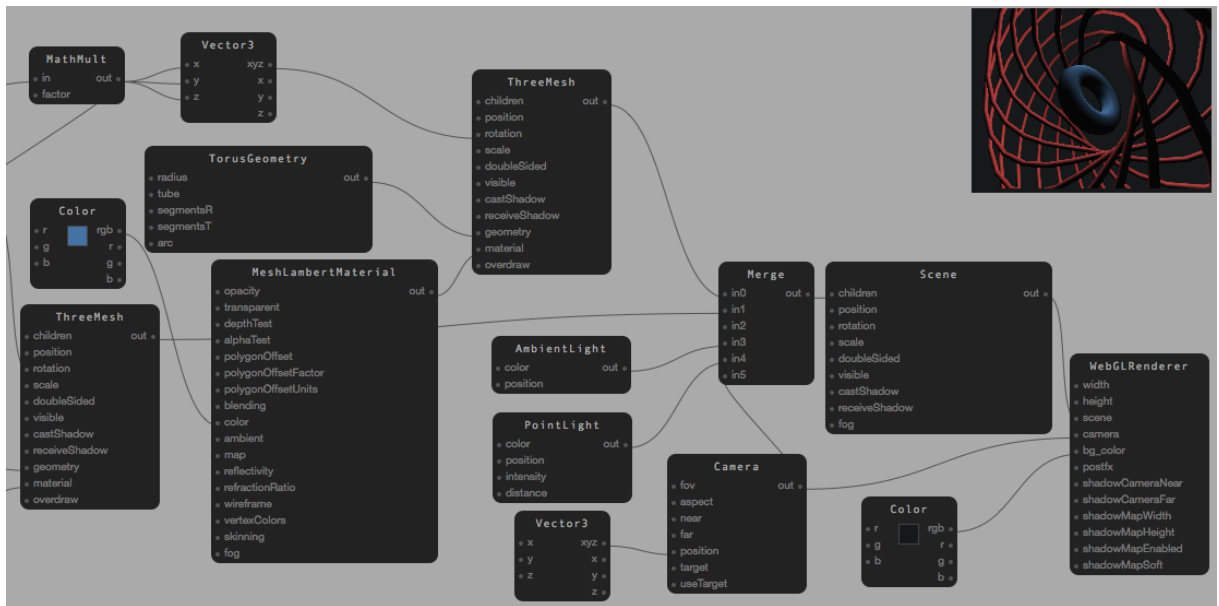 MathMult
in out
factor
Vector3
x xyz
y x
z y
z
ThreeMesh
children out
position
rotation
scale
doubleSided
visible
castShadow
receiveShadow
geometry
material
overdraw
TorusGeometry
radius out
tube
segmentsR
segmentsT
arc
Color
r rgb
g r
b g
b
MeshLambertMaterial
opacity out
transparent
depthTest
alphaTest
polygonOffset
polygonOffsetFactor
polygonOffsetUnits
blending
color
ambient
map
reflectivity
refractionRatio
wireframe
vertexColors
skinning
fog
ThreeMesh
children out
position
rotation
scale
doubleSided
visible
castShadow
receiveShadow
geometry
material
overdraw
Merge
in0 out
in1
in2
in3
in4
in5
Scene
children out
position
rotation
scale
doubleSided
visible
castShadow
receiveShadow
fog
AmbientLight
color out
position
PointLight
color out
position
intensity
distance
Camera
fov out
aspect
near
far
position
target
useTarget
Vector3
x xyz
y x
z y
z
Color
r rgb
g r
b g
b
WebGLRenderer
width
height
scene
camera
bg_color
postfx
shadowCameraNear
shadowCameraFar
shadowMapWidth
shadowMapHeight
shadowMapEnabled
shadowMapSoft